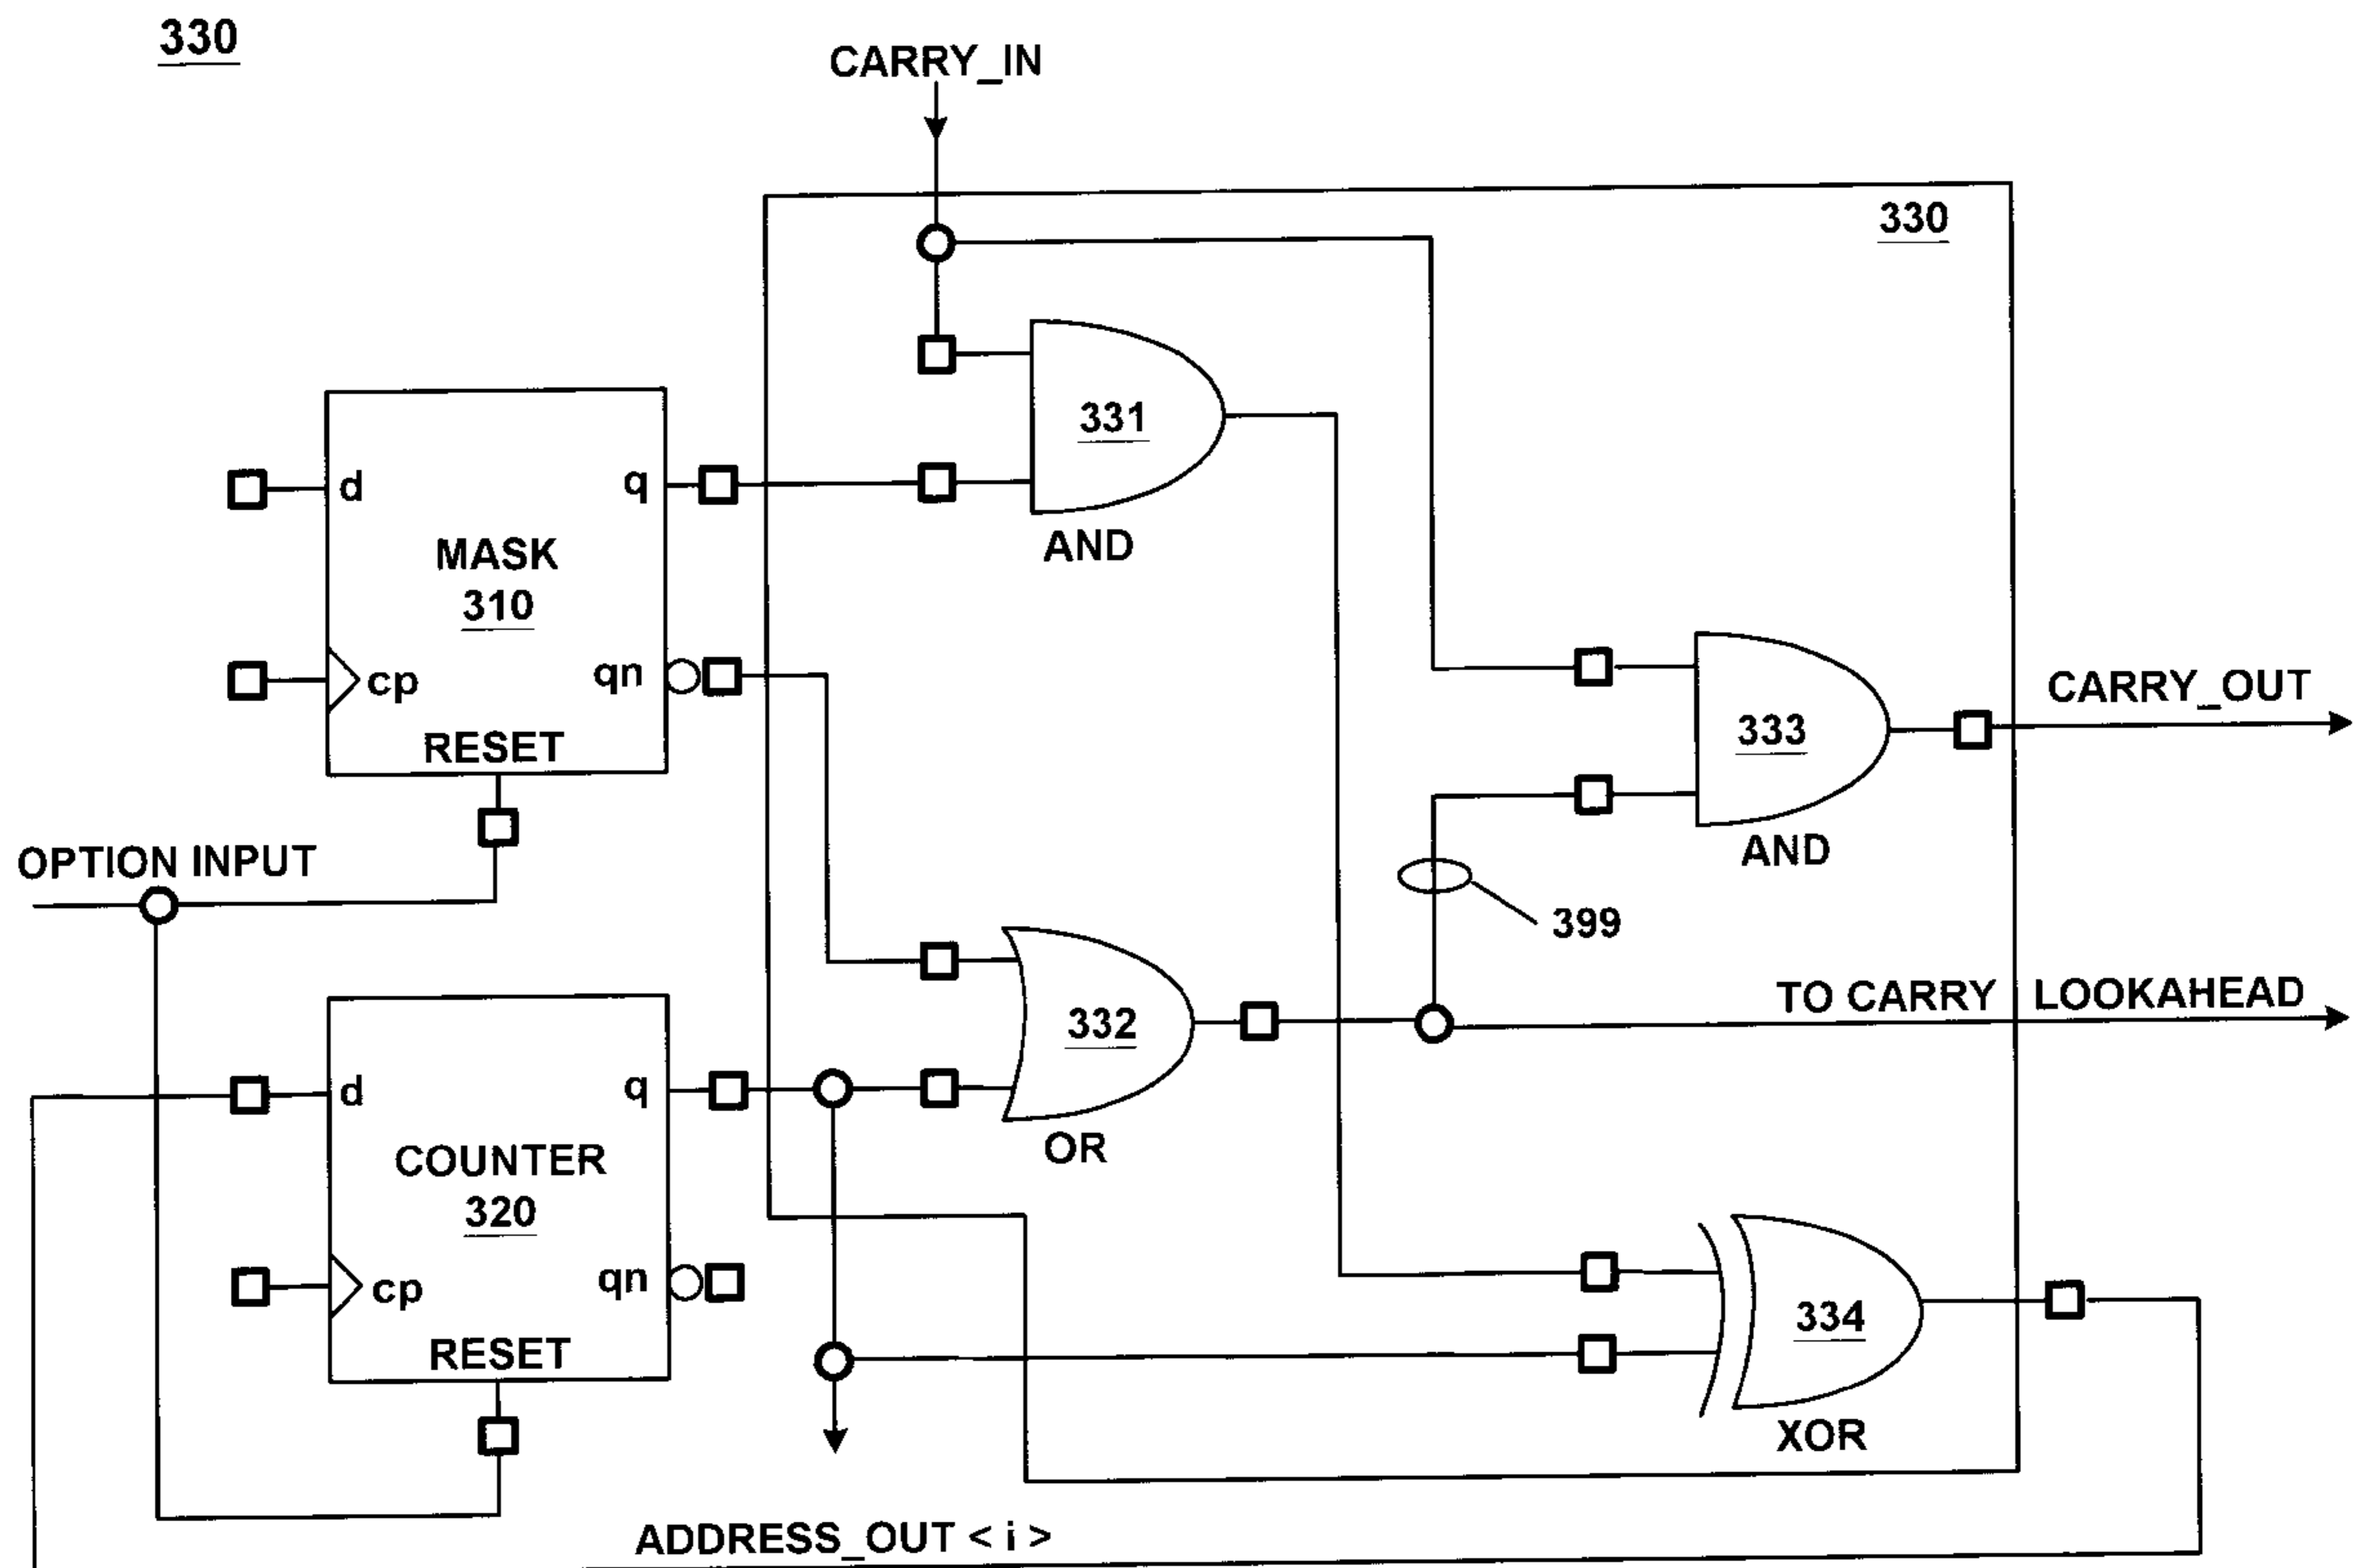 330
CARRY_IN
330
331
AND
d
q
MASK
310
cp
qn
RESET
CARRY_OUT
333
AND
OPTION INPUT
399
332
OR
TO CARRY LOOKAHEAD
d
q
COUNTER
320
cp
qn
RESET
334
XOR
ADDRESS_OUT < i >